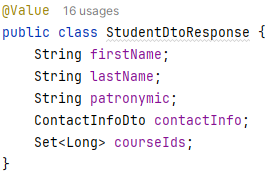 @Value 16 usages
public class StudentDtoResponse {
    String firstName;
    String lastName;
    String patronymic;
    ContactInfoDto contactInfo;
    Set<Long> courseIds;
}